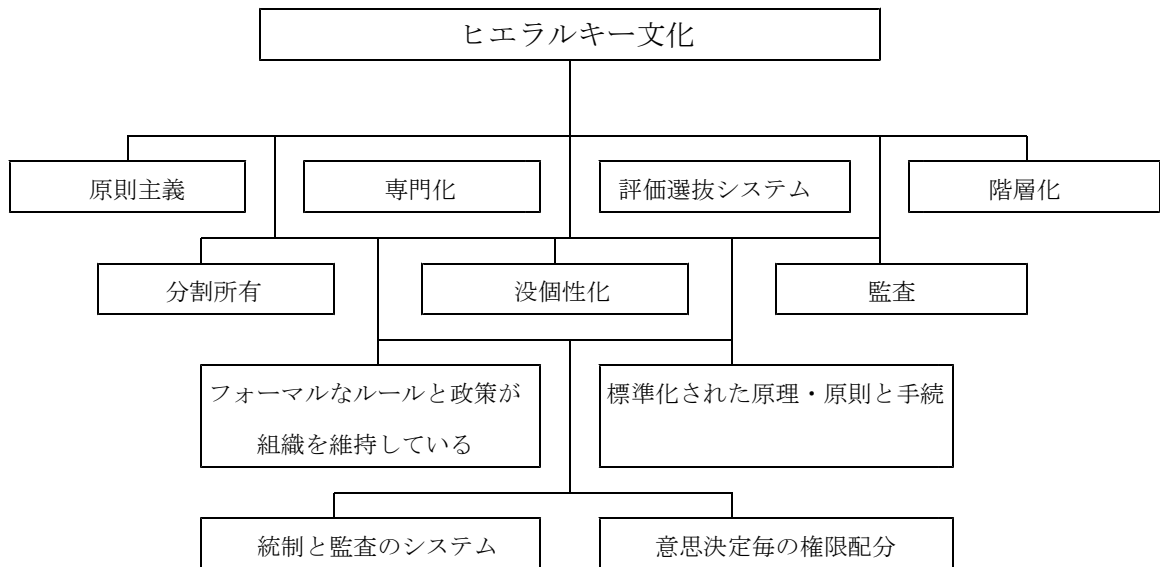 ヒエラルキー文化
原則主義
専門化
評価選抜システム
階層化
分割所有
没個性化
監査
フォーマルなルールと政策が
組織を維持している
標準化された原理・原則と手続
統制と監査のシステム
意思決定毎の権限配分